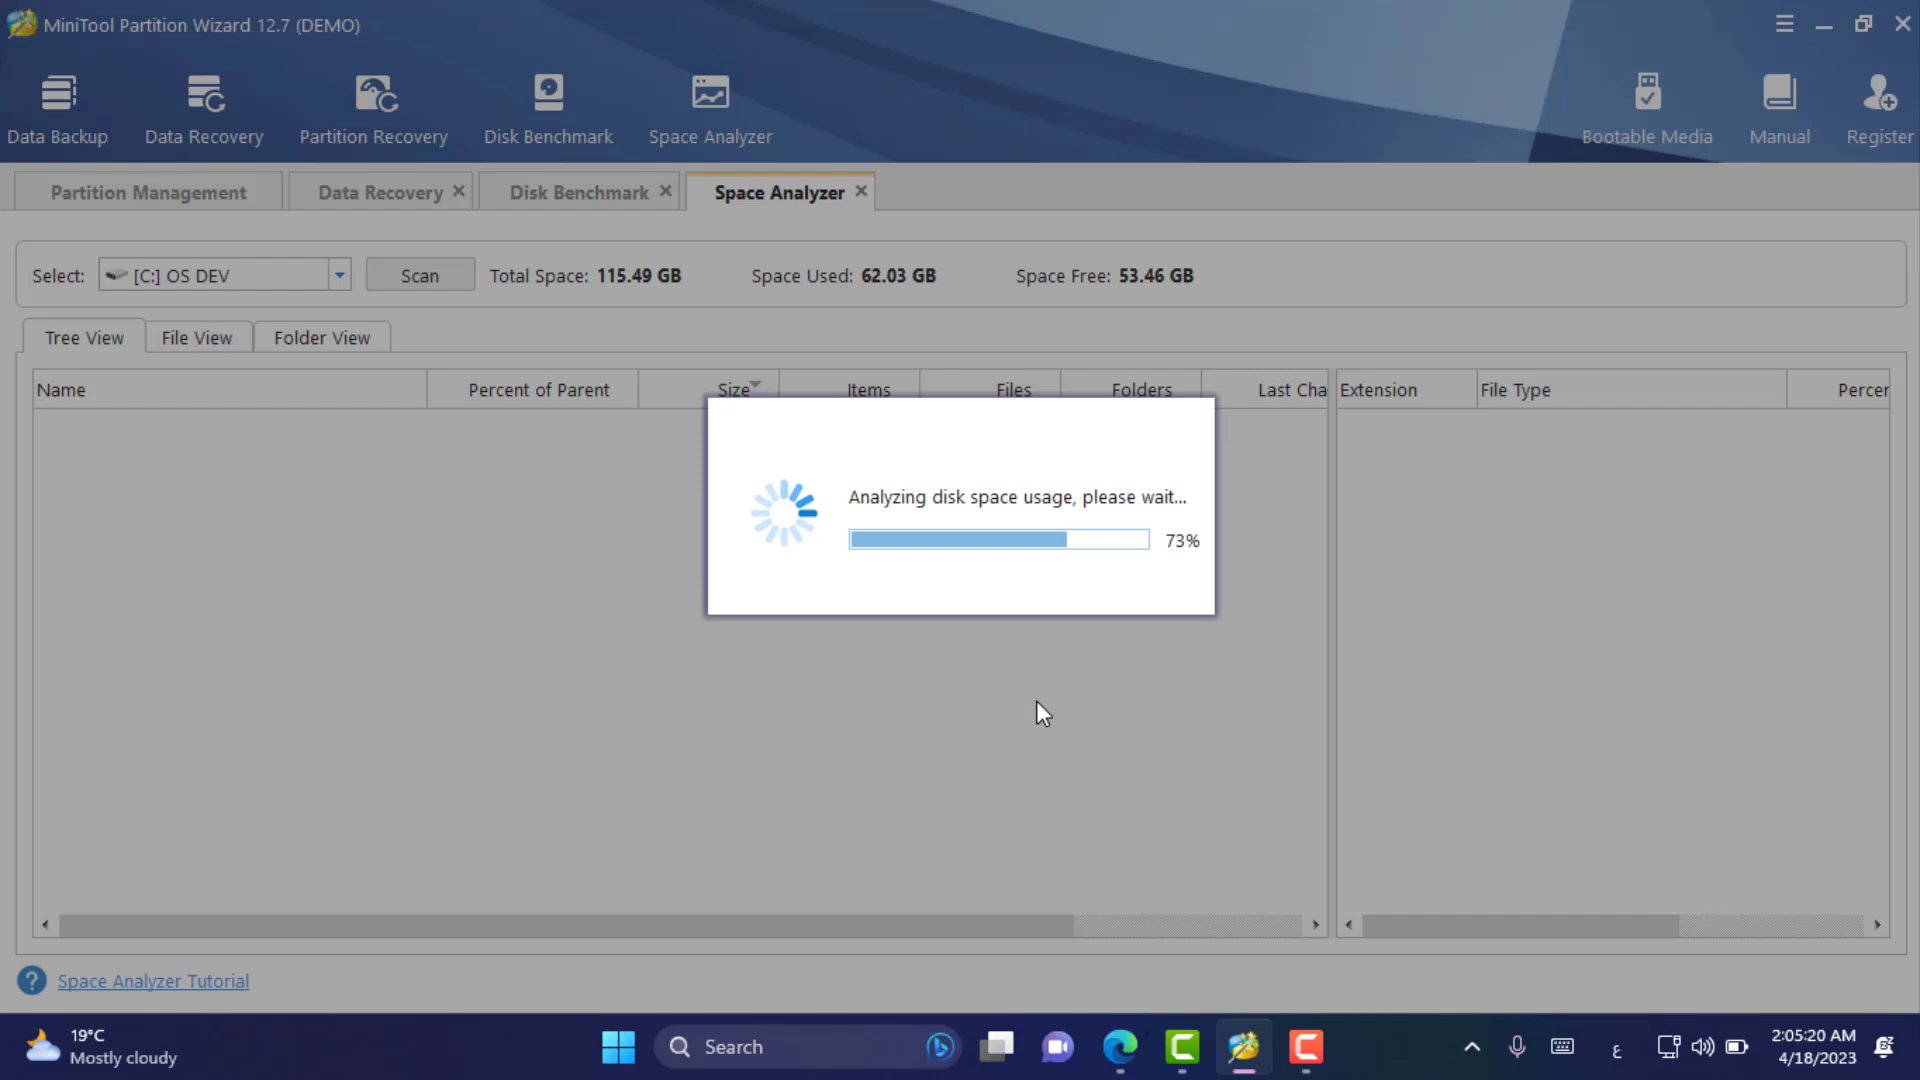 MiniTool Partition Wizard 12.7 (DEMO)
Data Backup
Data Recovery
Partition Recovery
Disk Benchmark
Space Analyzer
Bootable Media
Manual
Register
Partition Management
Data Recovery
Disk Benchmark
Space Analyzer
Select: [C:] OS DEV
Scan
Total Space: 115.49 GB
Space Used: 62.03 GB
Space Free: 53.46 GB
Tree View
File View
Folder View
Name
Percent of Parent
Size
Items
Files
Folders
Last Cha
Extension
File Type
Percer
Analyzing disk space usage, please wait...
73%
? Space Analyzer Tutorial
19°C
Mostly cloudy
Search
ع
2:05:20 AM
4/18/2023